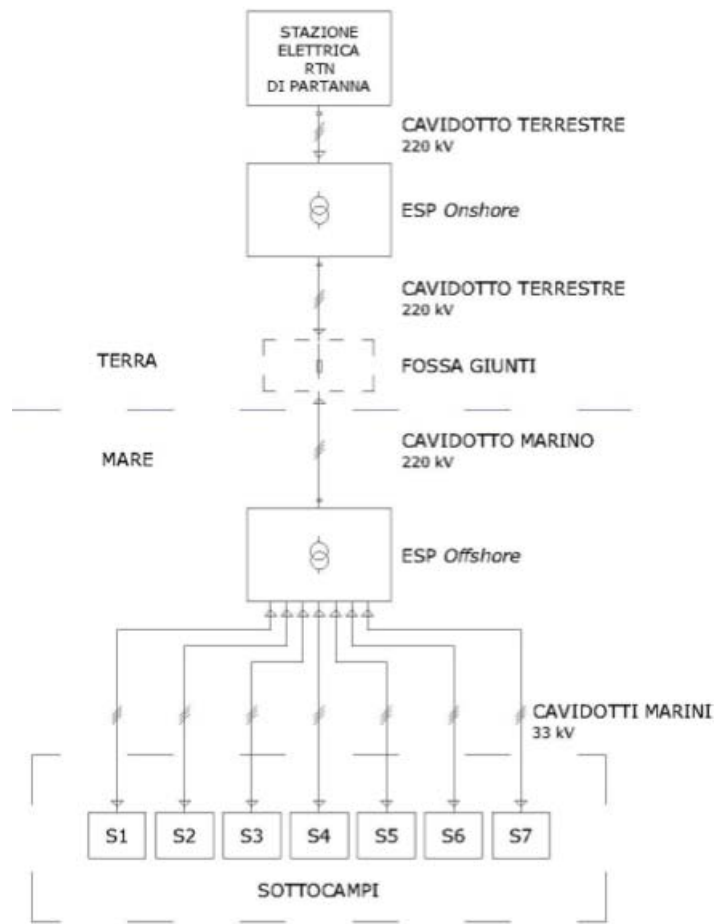 STAZIONE
ELETTRICA
RTN
DI PARTANNA
CAVIDOTTO TERRESTRE
220 kV
ESP Onshore
CAVIDOTTO TERRESTRE
220 kV
TERRA
FOSSA GIUNTI
MARE
CAVIDOTTO MARINO
220 kV
ESP Offshore
CAVIDOTTI MARINI
33 kV
S1 S2 S3 S4 S5 S6 S7
SOTTOCAMPI